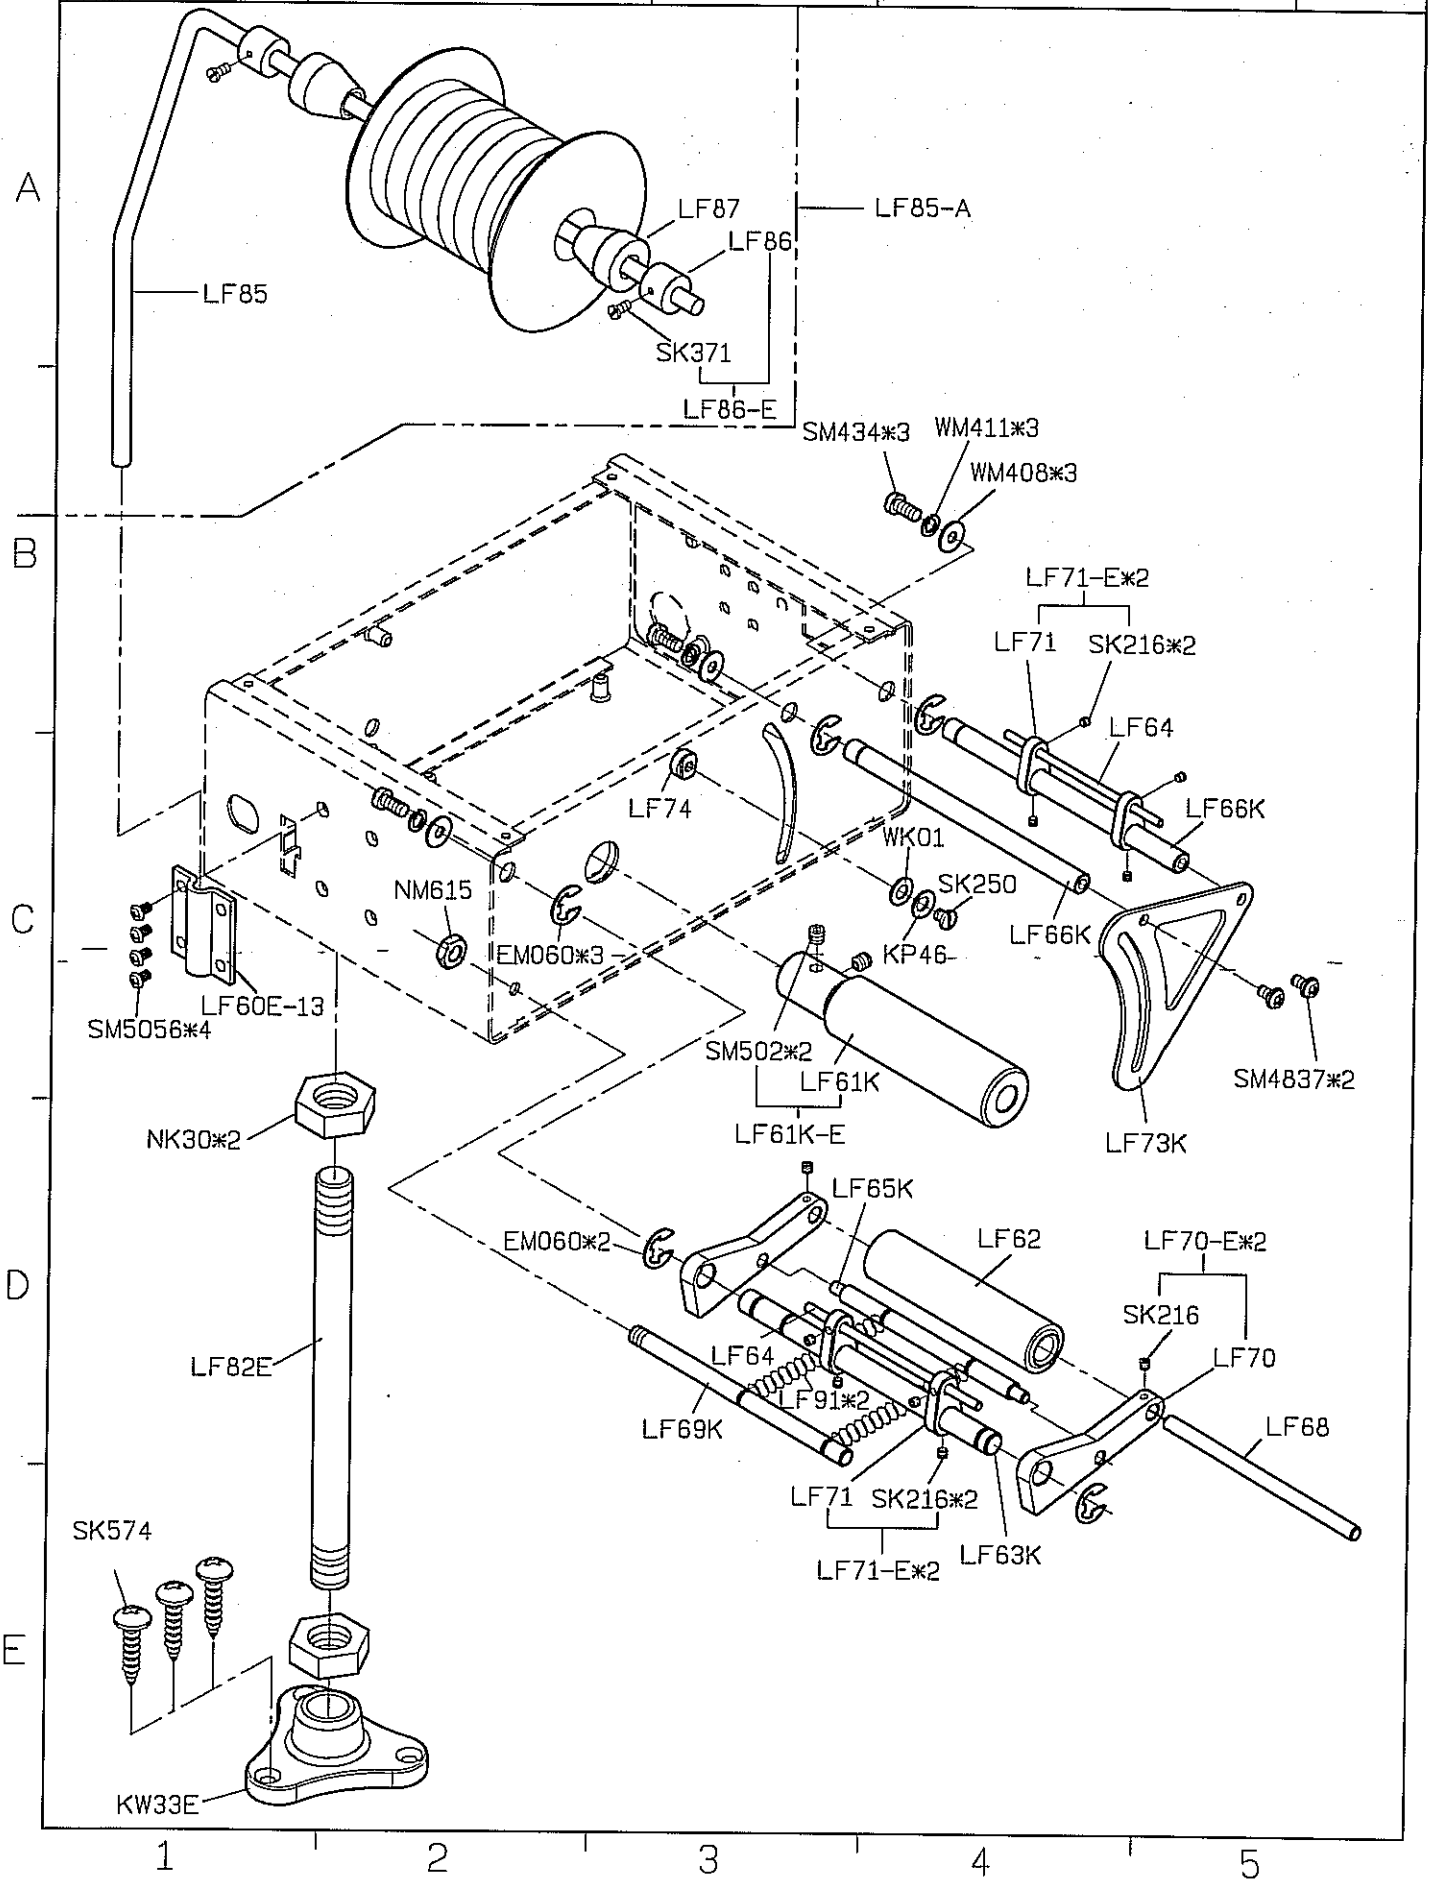 A
LF87
LF85-A
LF86
LF85
SK371
LF86-E
SM434*3
WM411*3
WM408*3
B
LF71-E*2
LF71
SK216*2
LF64
LF74
LF66K
WK01
NM615
SK250
C
EM060*3
KP46
LF66K
LF60E-13
SM5056*4
SM502*2
LF61K
SM4837*2
NK30*2
LF61K-E
LF73K
LF65K
EM060*2
LF62
LF70-E*2
D
SK216
LF82E
LF64
LF70
LF91*2
LF69K
LF68
LF71
SK216*2
SK574
LF63K
LF71-E*2
E
KW33E
1
2
3
4
5